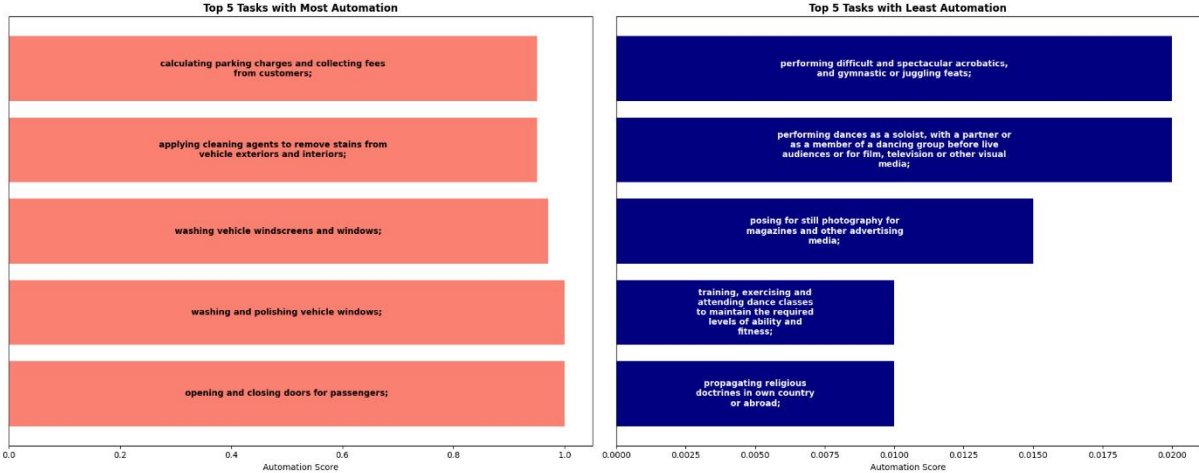 Top 5 Tasks with Most Automation
calculating parking charges and collecting fees
from customers;
applying cleaning agents to remove stains from
vehicle exteriors and interiors;
washing vehicle windscreens and windows;
washing and polishing vehicle windows;
opening and closing doors for passengers;
0.0 0.2 0.4 0.6 0.8 1.0
Automation Score
Top 5 Tasks with Least Automation
performing difficult and spectacular acrobatics,
and gymnastic or juggling feats;
performing dances as a soloist, with a partner or
as a member of a dancing group before live
audiences or for film, television or other visual
media;
posing for still photography for
magazines and other advertising
media;
training, exercising and
attending dance classes
to maintain the required
levels of ability and
fitness;
propagating religious
doctrines in own country
or abroad;
0.0000 0.0025 0.0050 0.0075 0.0100 0.0125 0.0150 0.0175 0.0200
Automation Score